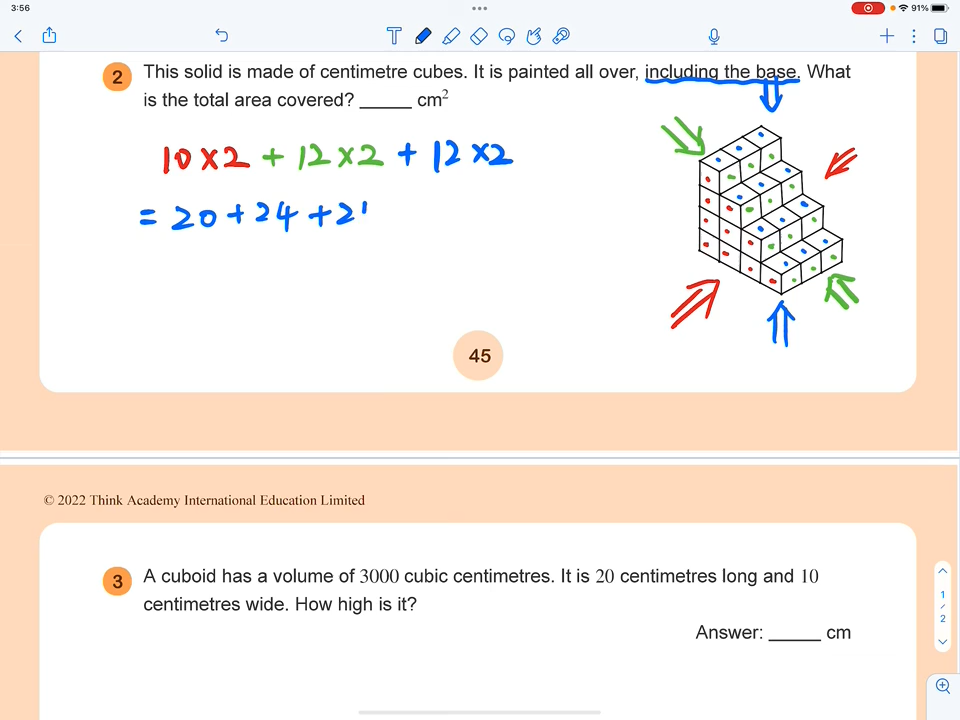 3:56
91%
2 This solid is made of centimetre cubes. It is painted all over, including the base. What
is the total area covered? _____ cm²
10 × 2 + 12 × 2 + 12 × 2
= 20 + 24 + 2
45
© 2022 Think Academy International Education Limited
3 A cuboid has a volume of 3000 cubic centimetres. It is 20 centimetres long and 10
centimetres wide. How high is it?
Answer: _____ cm
1
/
2